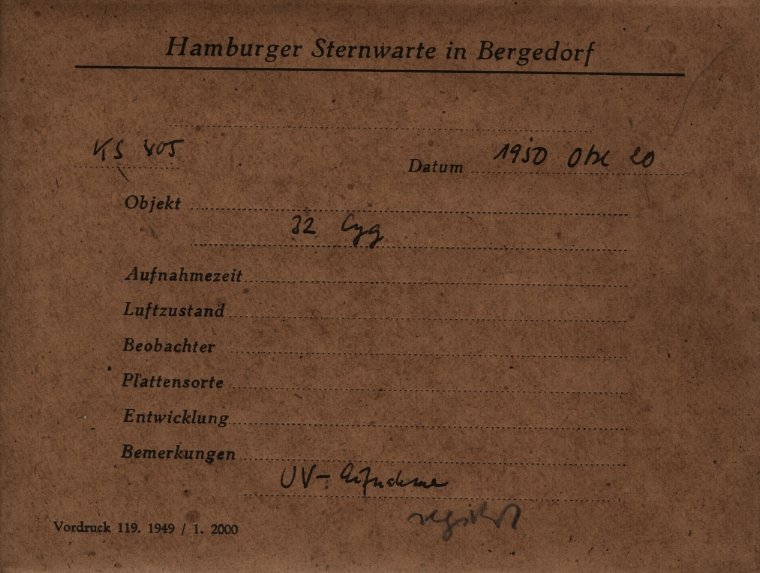 Hamburger Sternwarte in Bergedorf
KS 405
Datum 1950 Okt 20
Objekt
32 Cyg
Aufnahmezeit
Luftzustand
Beobachter
Plattensorte
Entwicklung
Bemerkungen
UV-Aufnahme
registriert
Vordruck 119. 1949 / 1. 2000